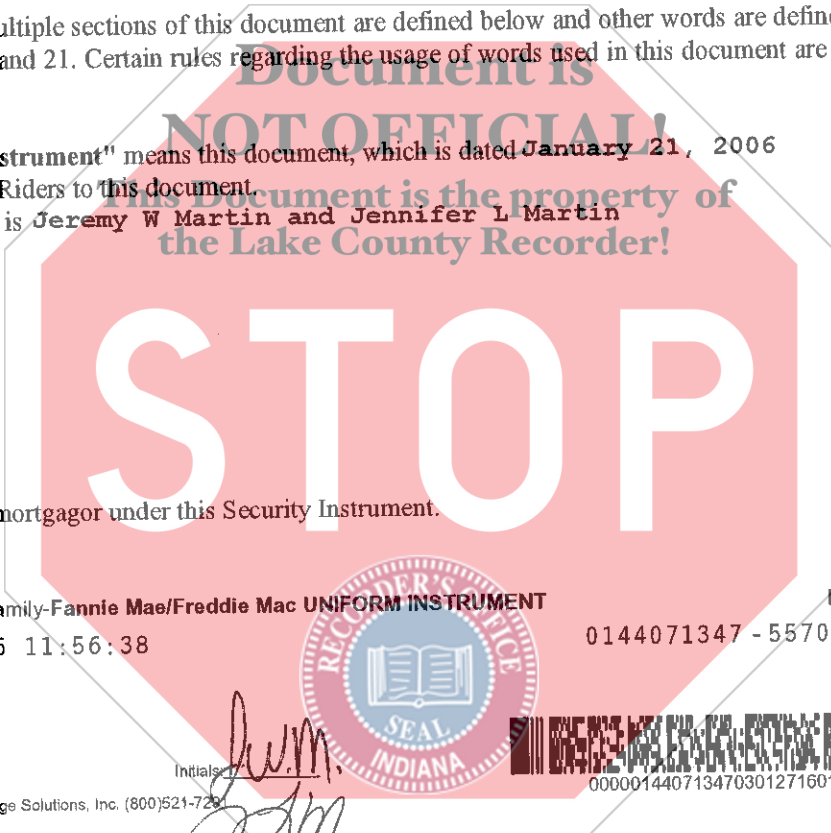 ultiple sections of this document are defined below and other words are define
and 21. Certain rules regarding the usage of words used in this document are
Document is
NOT OFFICIAL!
strument" means this document, which is dated January 21, 2006
Riders to this document.
This Document is the property of
is Jeremy W Martin and Jennifer L Martin
the Lake County Recorder!
STOP
mortgagor under this Security Instrument.
amily-Fannie Mae/Freddie Mac UNIFORM INSTRUMENT
11:56:38
0144071347 - 5570
RECORDER'S OFFICE
SEAL
INDIANA
Initials:
JWM.
00000144071347030127160
ge Solutions, Inc. (800)521-72